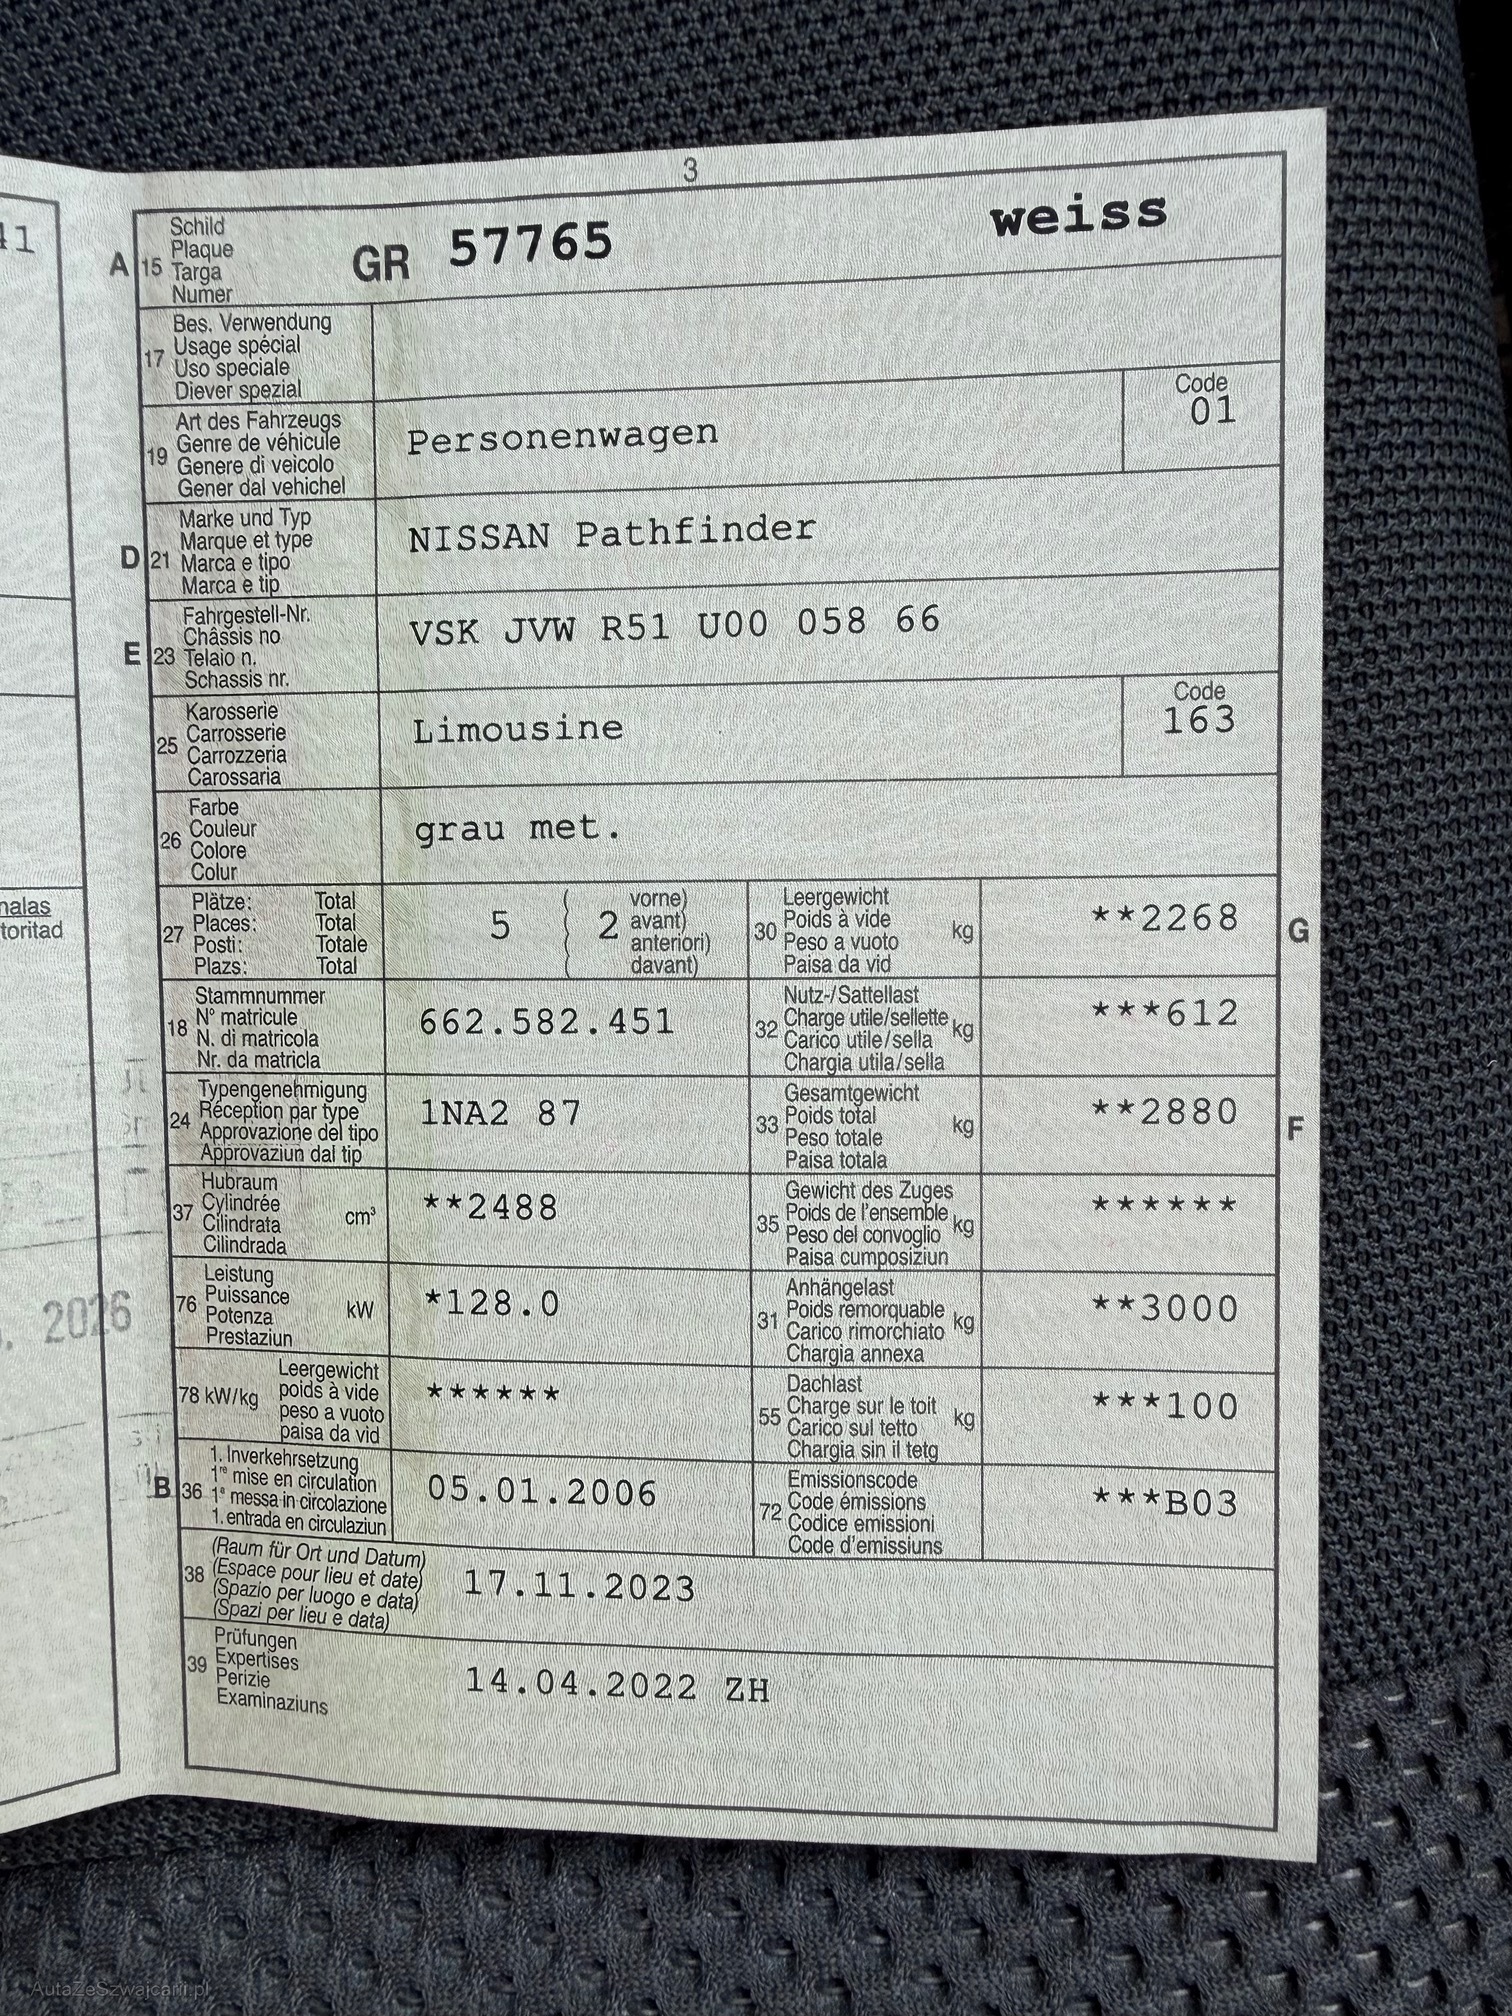 3
A 15 Schild
Plaque
Targa
Numer
GR 57765 weiss
17 Bes. Verwendung
Usage spécial
Uso speciale
Diever spezial
19 Art des Fahrzeugs
Genre de véhicule
Genere di veicolo
Gener dal vehichel
Personenwagen
Code
01
D 21 Marke und Typ
Marque et type
Marca e tipo
Marca e tip
NISSAN Pathfinder
E 23 Fahrgestell-Nr.
Châssis no
Telaio n.
Schassis nr.
VSK JVW R51 U00 058 66
25 Karosserie
Carrosserie
Carrozzeria
Carossaria
Limousine
Code
163
26 Farbe
Couleur
Colore
Colur
grau met.
27 Plätze: Total
Places: Total
Posti: Totale
Plazs: Total
5 ( 2 vorne)
avant)
anteriori)
davant)
30 Leergewicht
Poids à vide
Peso a vuoto
Paisa da vid
kg
**2268 G
18 Stammnummer
N° matricule
N. di matricola
Nr. da matricla
662.582.451
32 Nutz-/Sattellast
Charge utile/sellette
Carico utile/sella
Chargia utila/sella
kg
***612
24 Typengenehmigung
Réception par type
Approvazione del tipo
Approvaziun dal tip
1NA2 87
33 Gesamtgewicht
Poids total
Peso totale
Paisa totala
kg
**2880 F
37 Hubraum
Cylindrée
Cilindrata
Cilindrada
cm³
**2488
35 Gewicht des Zuges
Poids de l'ensemble
Peso del convoglio
Paisa cumposiziun
kg
******
76 Leistung
Puissance
Potenza
Prestaziun
kW
*128.0
31 Anhängelast
Poids remorquable
Carico rimorchiato
Chargia annexa
kg
**3000
78 kW/kg Leergewicht
poids à vide
peso a vuoto
paisa da vid
******
55 Dachlast
Charge sur le toit
Carico sul tetto
Chargia sin il tetg
kg
***100
B 36 1. Inverkehrsetzung
1re mise en circulation
1a messa in circolazione
1. entrada en circulaziun
05.01.2006
72 Emissionscode
Code émissions
Codice emissioni
Code d'emissiuns
***B03
38 (Raum für Ort und Datum)
(Espace pour lieu et date)
(Spazio per luogo e data)
(Spazi per lieu e data)
17.11.2023
39 Prüfungen
Expertises
Perizie
Examinaziuns
14.04.2022 ZH
2026
AutaZeSzwajcarii.pl